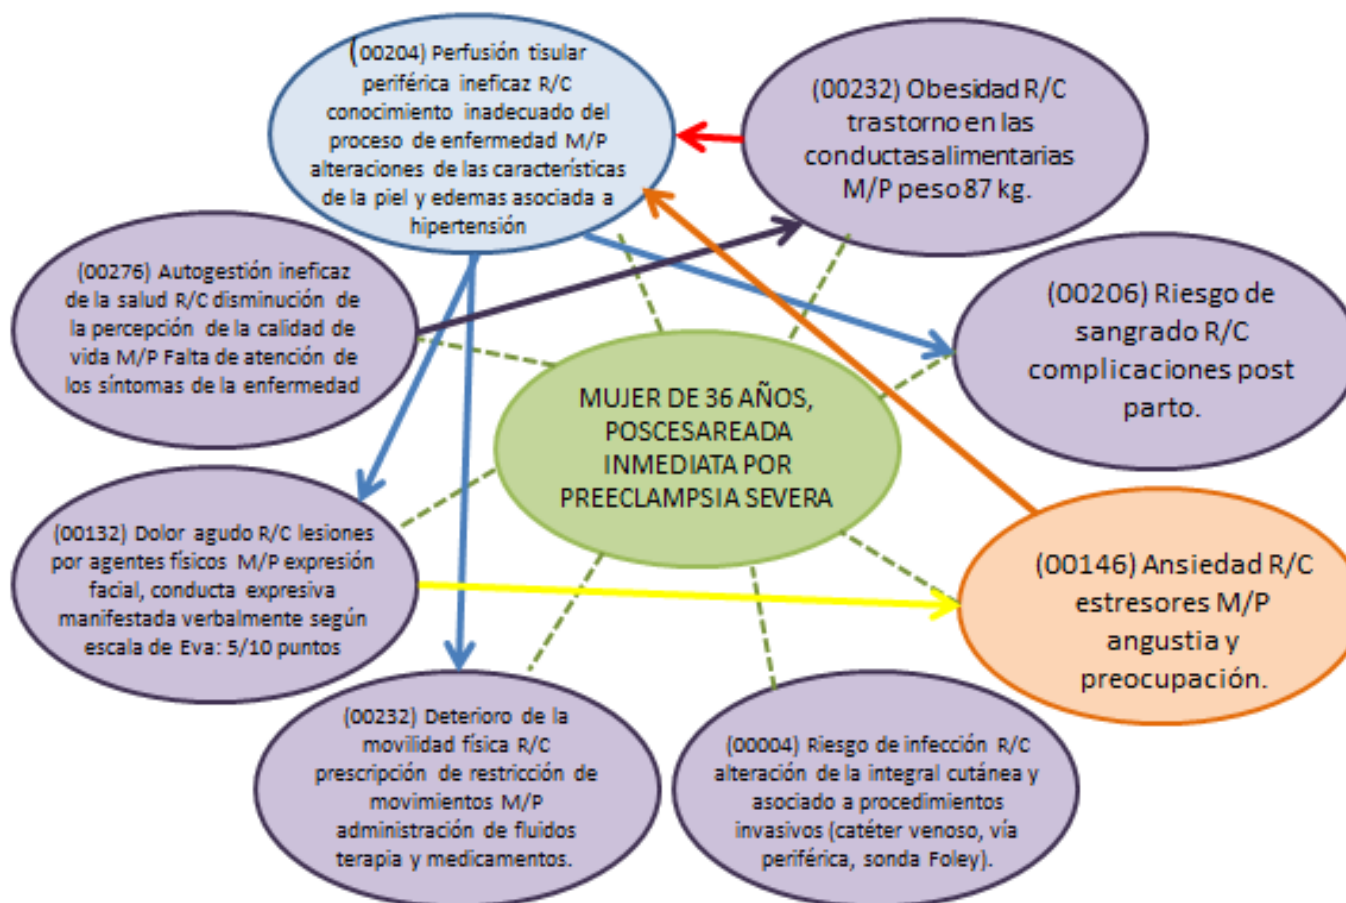 (00204) Perfusión tisular
periférica ineficaz R/C
conocimiento inadecuado del
proceso de enfermedad M/P
alteraciones de las características
de la piel y edemas asociada a
hipertensión
(00232) Obesidad R/C
trastorno en las
conductasalimentarias
M/P peso 87 kg.
(00276) Autogestión ineficaz
de la salud R/C disminución de
la percepción de la calidad de
vida M/P Falta de atención de
los síntomas de la enfermedad
(00206) Riesgo de
sangrado R/C
complicaciones post
parto.
MUJER DE 36 AÑOS,
POSCESAREADA
INMEDIATA POR
PREECLAMPSIA SEVERA
(00132) Dolor agudo R/C lesiones
por agentes físicos M/P expresión
facial, conducta expresiva
manifestada verbalmente según
escala de Eva: 5/10 puntos
(00146) Ansiedad R/C
estresores M/P
angustia y
preocupación.
(00232) Deterioro de la
movilidad física R/C
prescripción de restricción de
movimientos M/P
administración de fluidos
terapia y medicamentos.
(00004) Riesgo de infección R/C
alteración de la integral cutánea y
asociado a procedimientos
invasivos (catéter venoso, vía
periférica, sonda Foley).